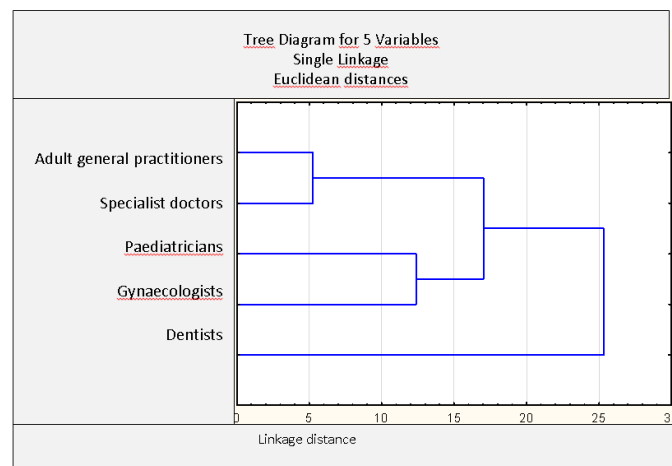 Tree Diagram for 5 Variables
Single Linkage
Euclidean distances
Adult general practitioners
Specialist doctors
Paediatricians
Gynaecologists
Dentists
0 5 10 15 20 25 3
Linkage distance